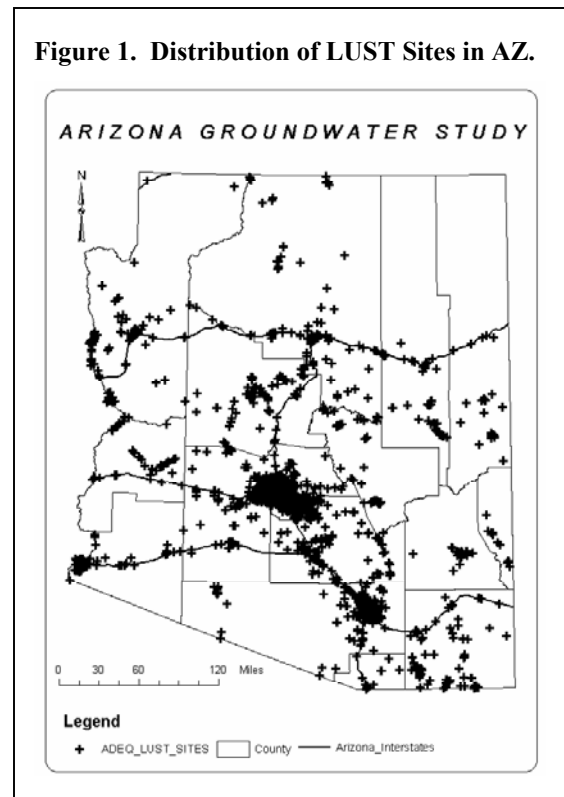 Figure 1. Distribution of LUST Sites in AZ.
ARIZONA GROUNDWATER STUDY
N
0 30 60 120 Miles
Legend
ADEQ_LUST_SITES County Arizona_Interstates